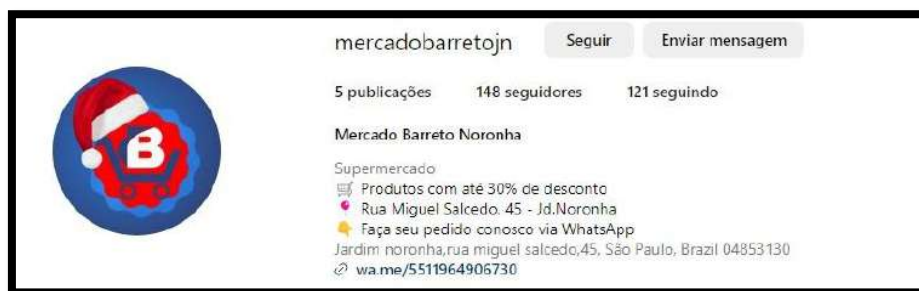 mercadobarretojn Seguir Enviar mensagem
5 publicações 148 seguidores 121 seguindo
Mercado Barreto Noronha
Supermercado
🛒 Produtos com até 30% de desconto
📍 Rua Miguel Salcedo. 45 - Jd.Noronha
👇 Faça seu pedido conosco via WhatsApp
Jardim noronha,rua miguel salcedo,45, São Paulo, Brazil 04853130
wa.me/5511964906730
B